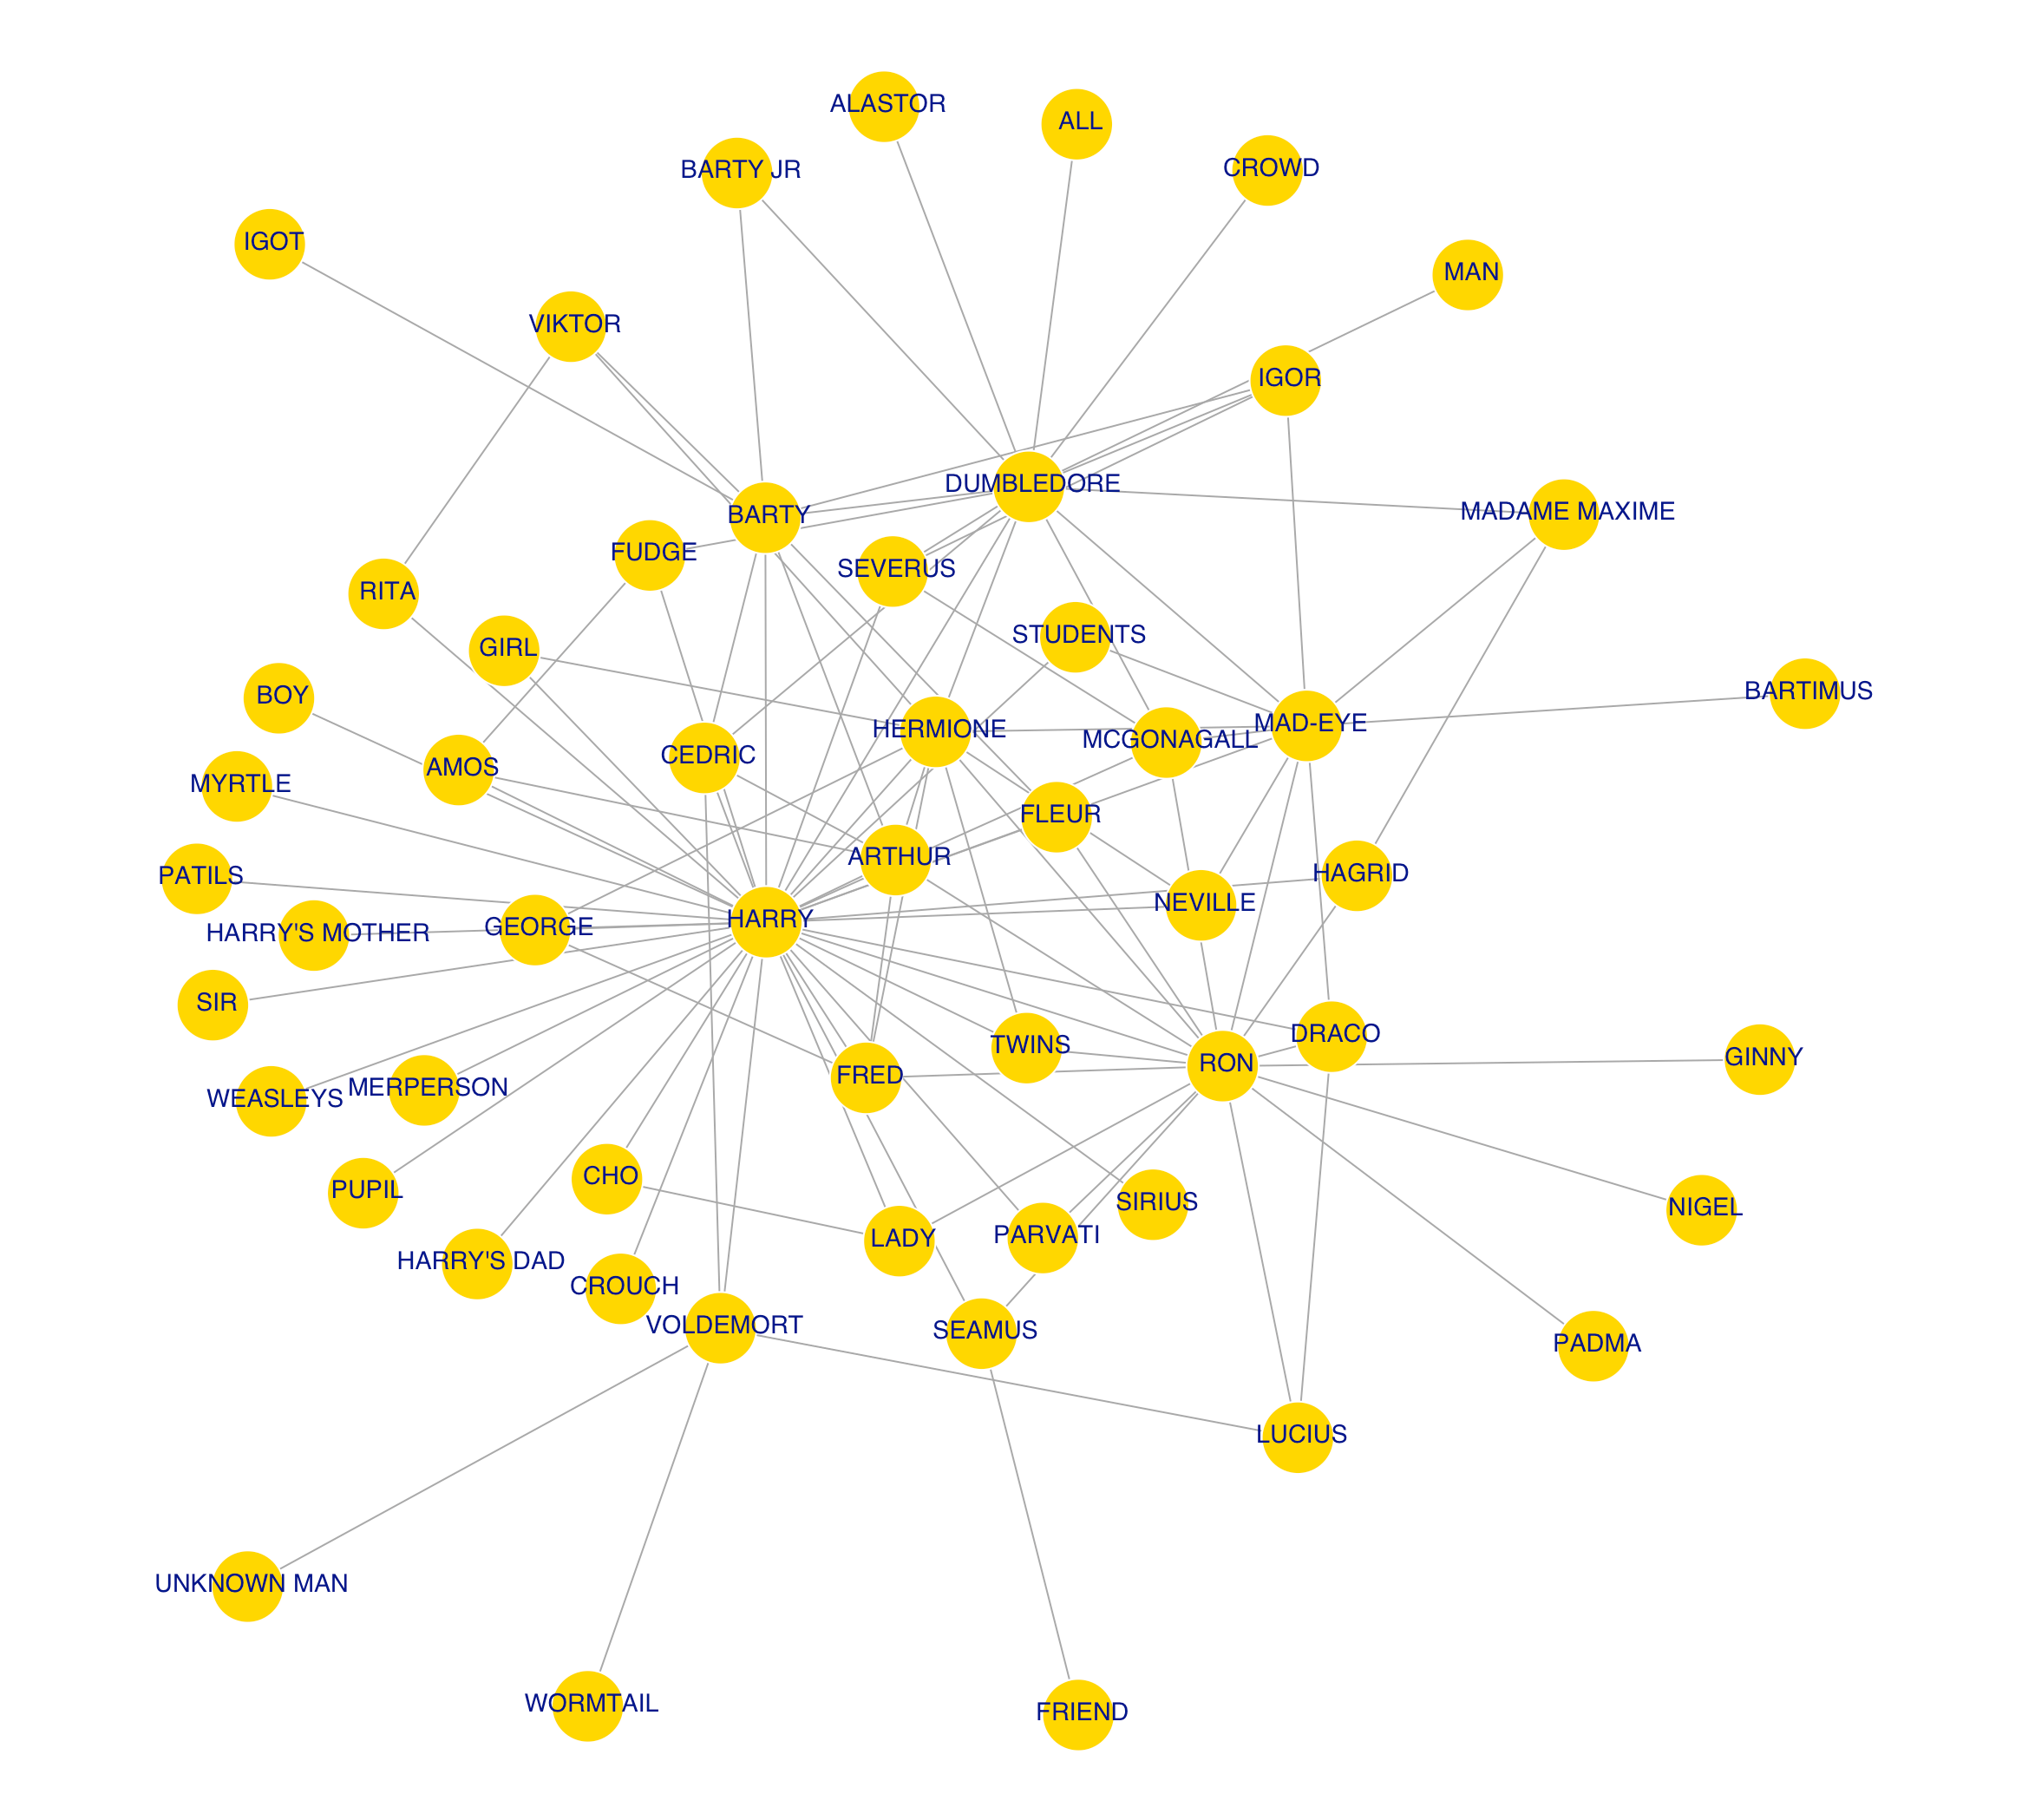 ALASTOR
ALL
BARTY JR
CROWD
IGOT
MAN
VIKTOR
IGOR
DUMBLEDORE
BARTY
MADAME MAXIME
FUDGE
SEVERUS
RITA
STUDENTS
GIRL
BOY
BARTIMUS
HERMIONE
MAD-EYE
MCGONAGALL
CEDRIC
AMOS
MYRTLE
FLEUR
ARTHUR
PATILS
HAGRID
NEVILLE
HARRY
HARRY'S MOTHER
GEORGE
SIR
DRACO
TWINS
GINNY
RON
FRED
MERPERSON
WEASLEYS
CHO
PUPIL
SIRIUS
NIGEL
PARVATI
LADY
HARRY'S DAD
CROUCH
VOLDEMORT
SEAMUS
PADMA
LUCIUS
UNKNOWN MAN
WORMTAIL
FRIEND